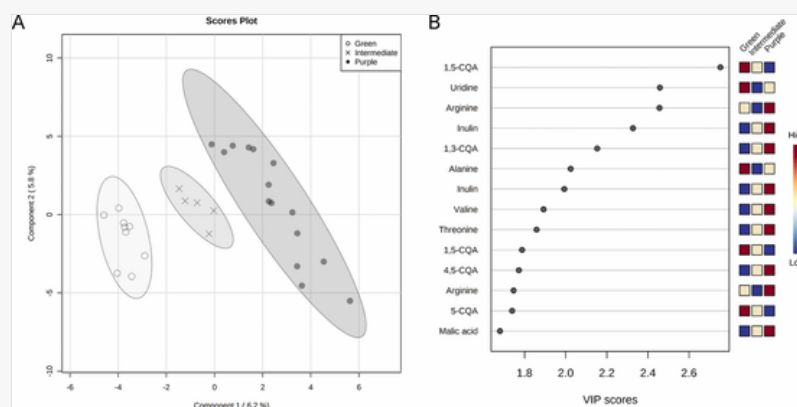 A
Scores Plot
Green
Intermediate
Purple
Component 2 ( 5.8 %)
10
5
0
-5
-10
-6 -4 -2 0 2 4 6
Component 1 ( 6.2 %)
B
Green
Intermediate
Purple
1,5-CQA
Uridine
Arginine
Inulin
1,3-CQA
Alanine
Inulin
Valine
Threonine
1,5-CQA
4,5-CQA
Arginine
5-CQA
Malic acid
1.8 2.0 2.2 2.4 2.6
VIP scores